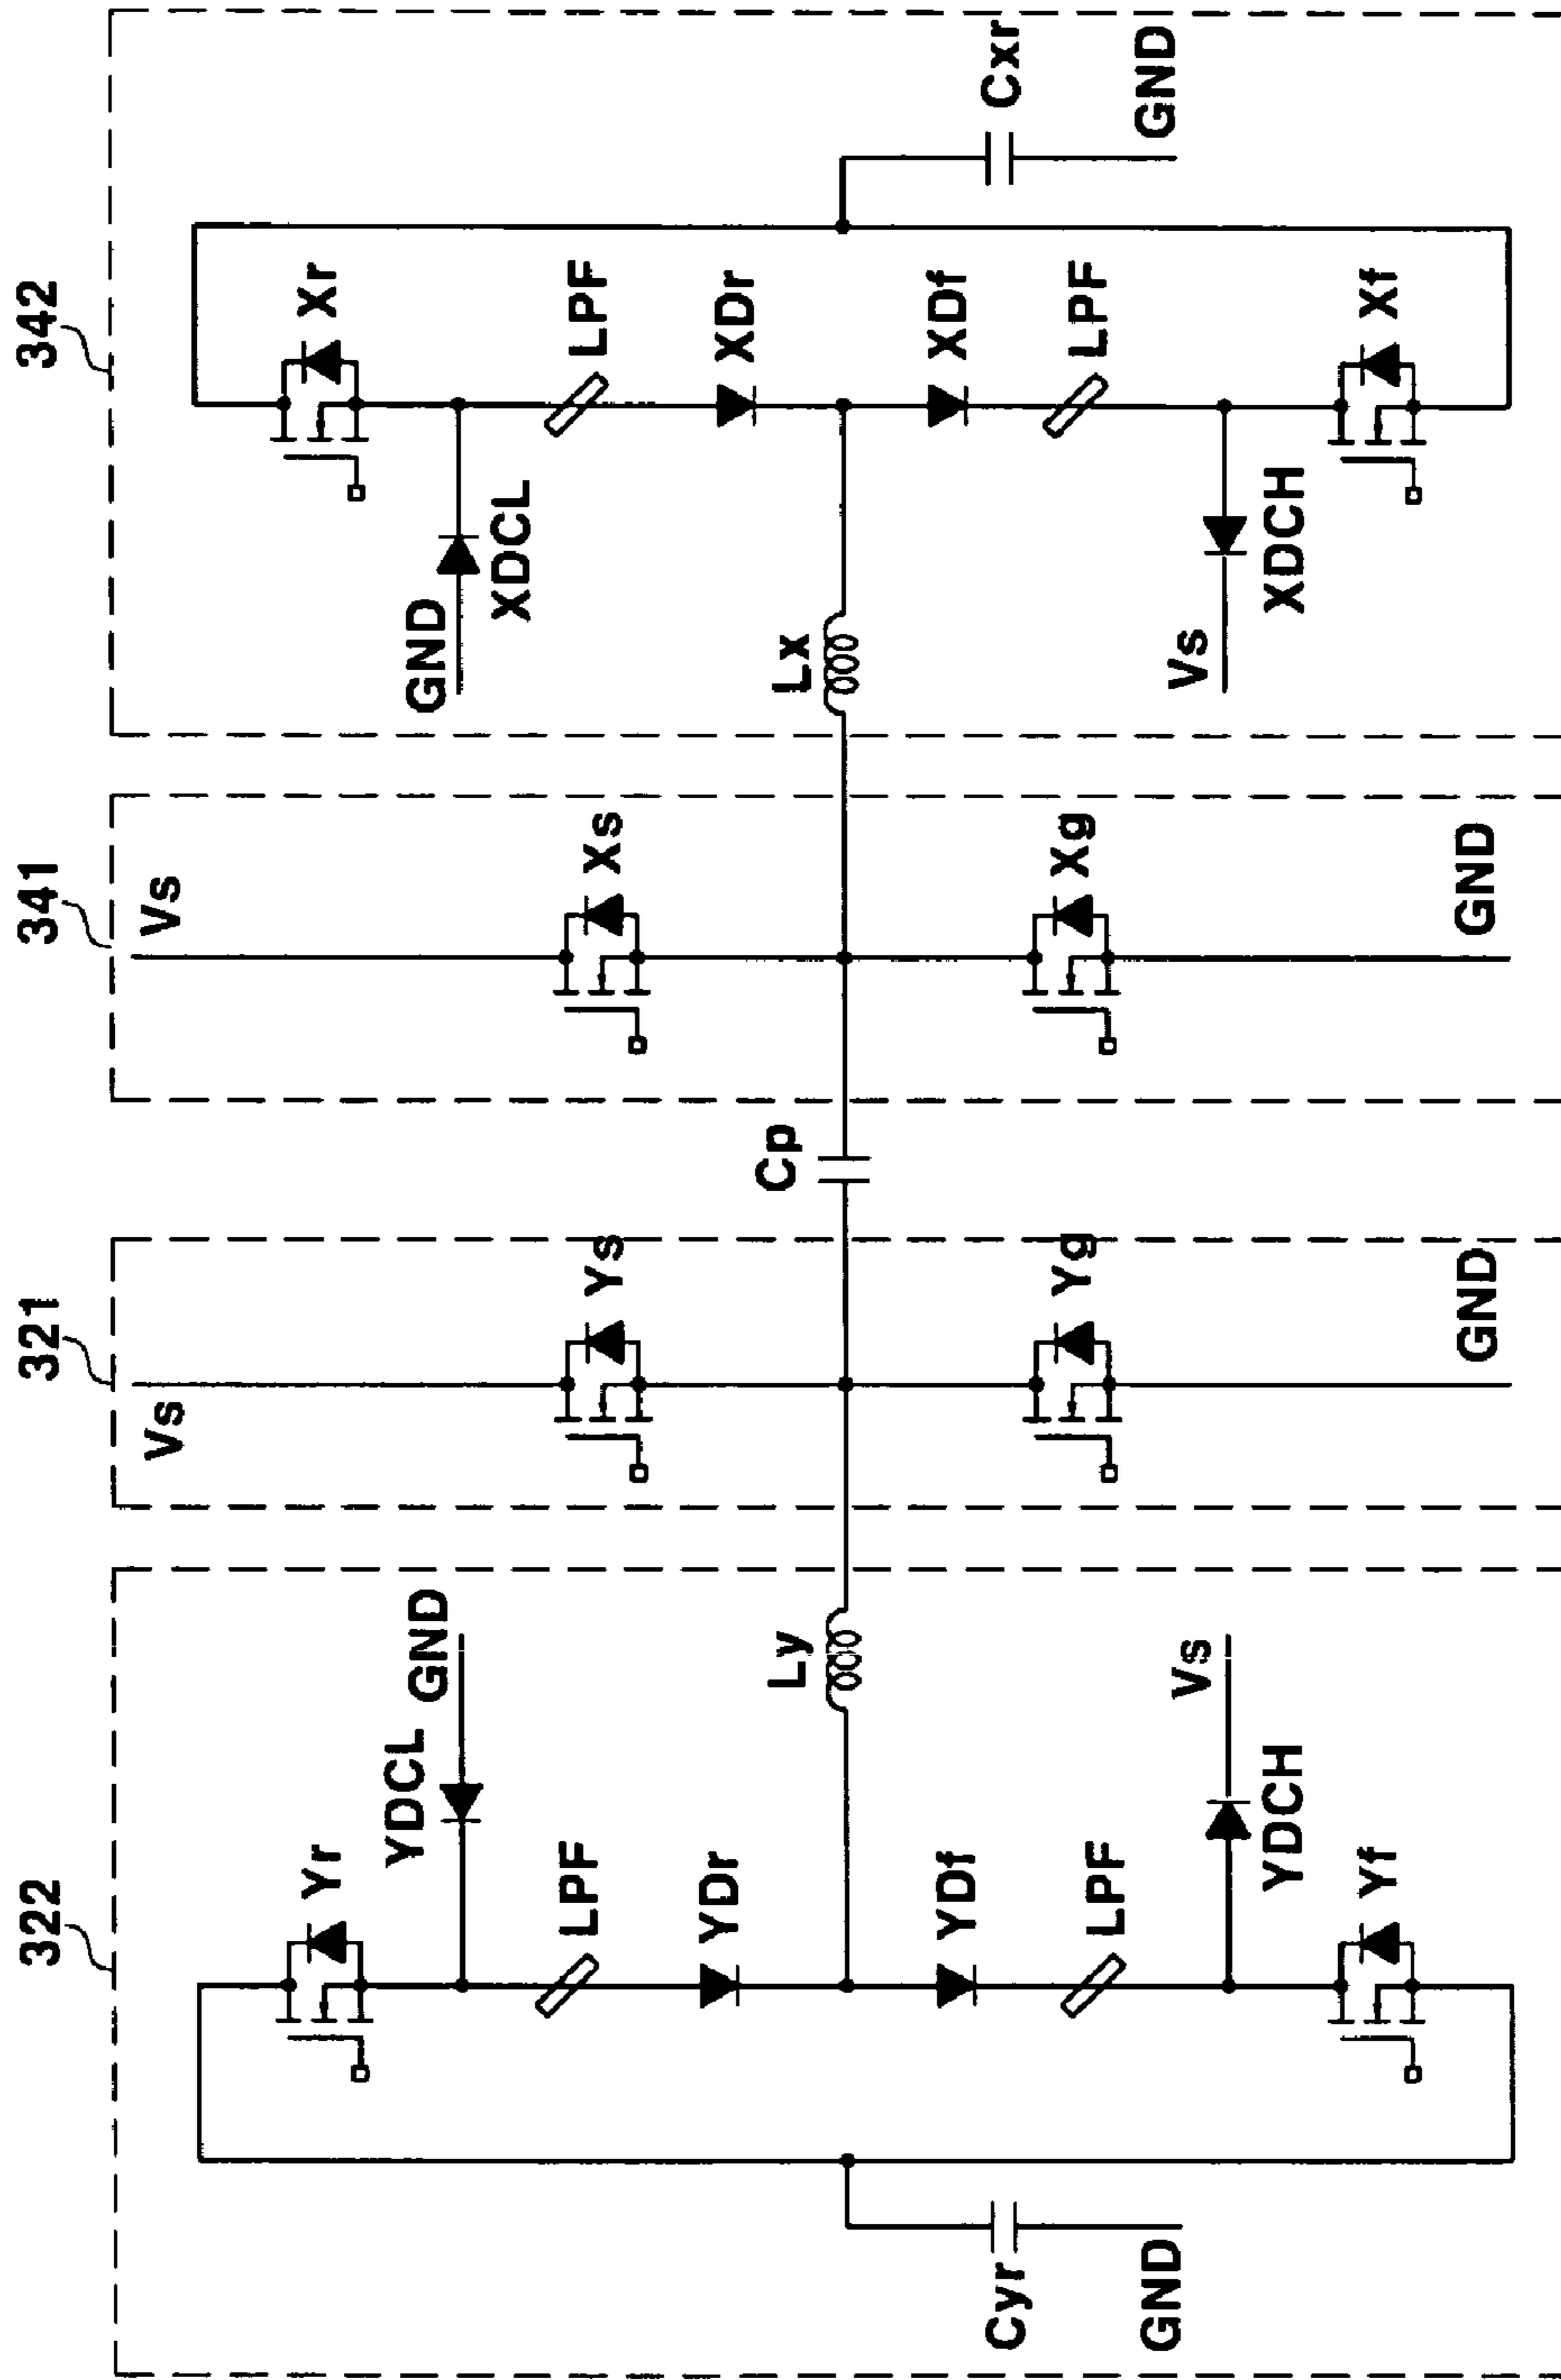 322
321
341
342
Vs
Vs
Yr
YDCL
GND
LPF
YDr
Ly
YDf
LPF
Vs
YDCH
Yf
Cyr
GND
Ys
Yg
GND
Cp
Xs
Xg
GND
Xr
GND
XDCL
LPF
XDr
Lx
XDf
LPF
Vs
XDCH
Xf
Cxr
GND